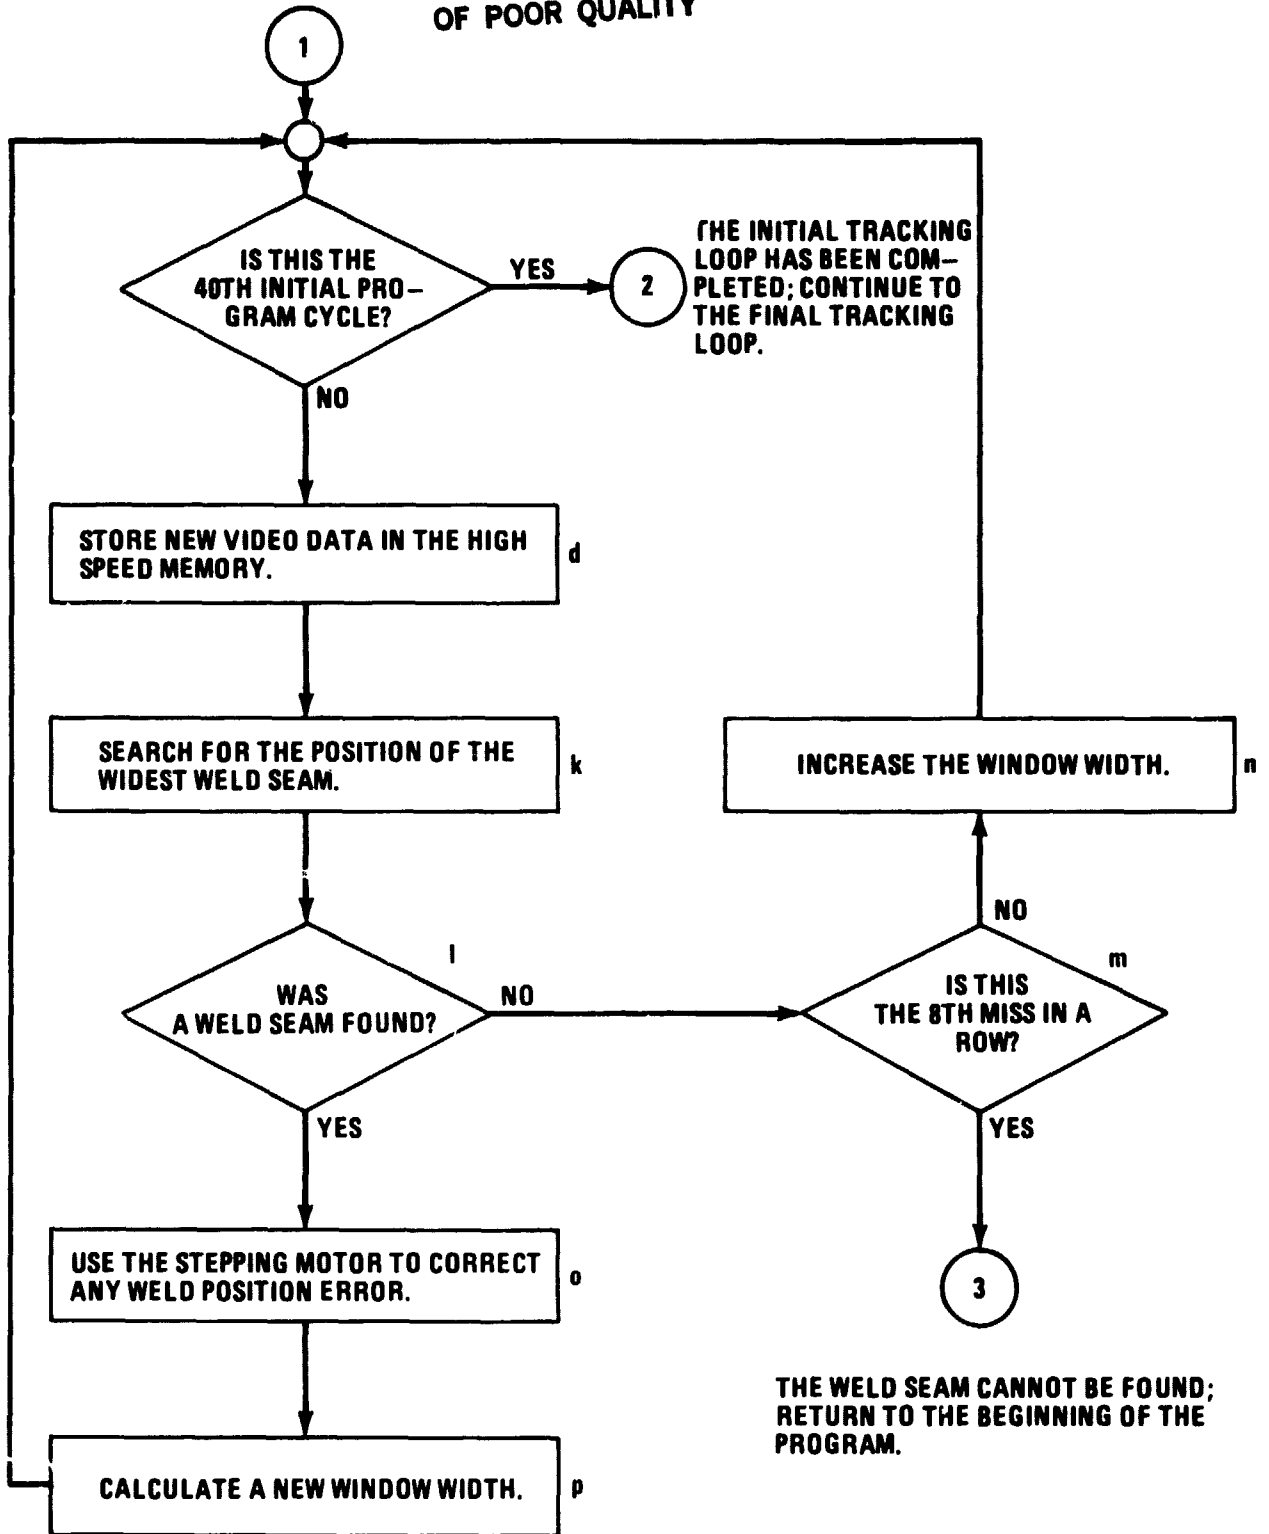 OF POOR QUALITY
1
IS THIS THE
40TH INITIAL PRO-
GRAM CYCLE?
YES
2
THE INITIAL TRACKING
LOOP HAS BEEN COM-
PLETED; CONTINUE TO
THE FINAL TRACKING
LOOP.
NO
STORE NEW VIDEO DATA IN THE HIGH
SPEED MEMORY.
d
SEARCH FOR THE POSITION OF THE
WIDEST WELD SEAM.
k
INCREASE THE WINDOW WIDTH.
n
NO
l
WAS
A WELD SEAM FOUND?
NO
m
IS THIS
THE 8TH MISS IN A
ROW?
YES
YES
USE THE STEPPING MOTOR TO CORRECT
ANY WELD POSITION ERROR.
o
3
THE WELD SEAM CANNOT BE FOUND;
RETURN TO THE BEGINNING OF THE
PROGRAM.
CALCULATE A NEW WINDOW WIDTH.
p